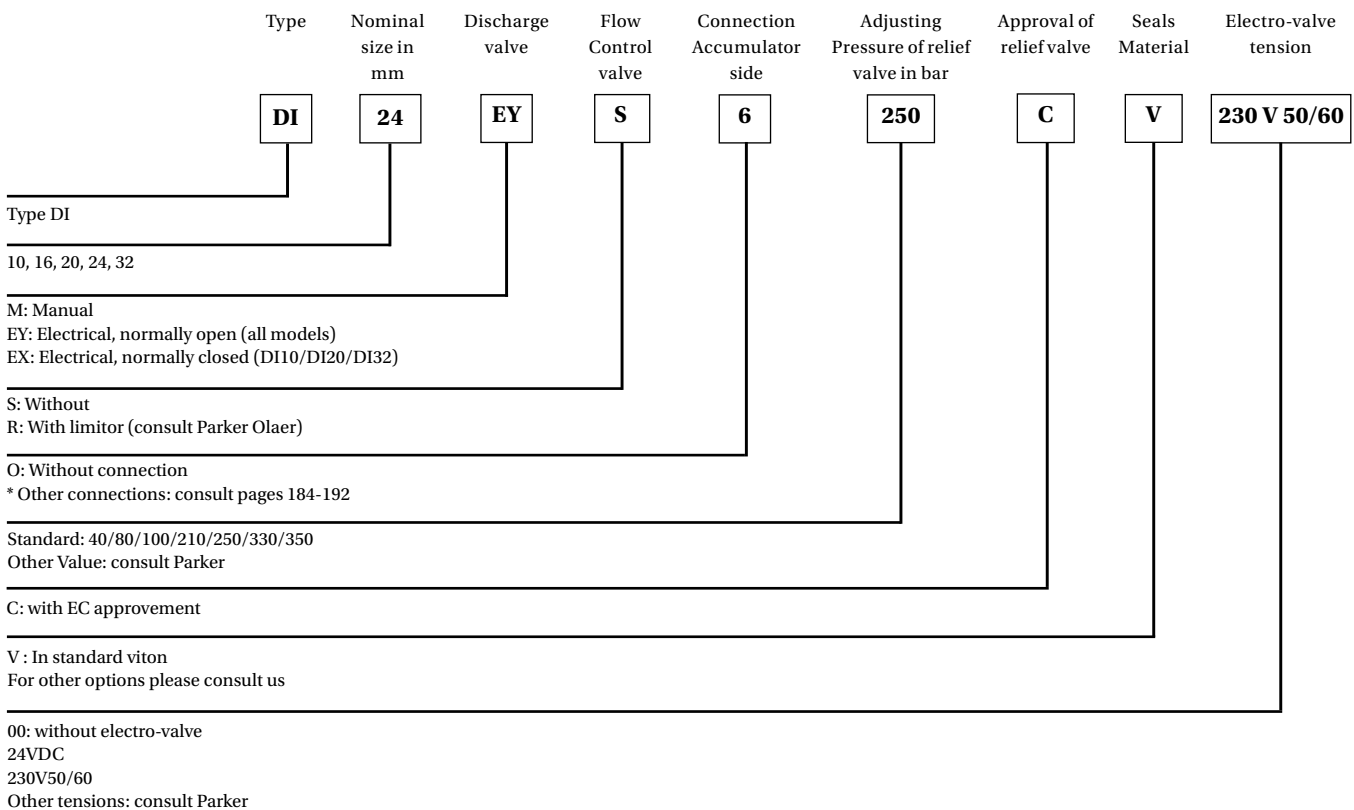 Type Nominal Discharge Flow Connection Adjusting Approval of Seals Electro-valve
size in valve Control Accumulator Pressure of relief relief valve Material tension
mm valve side valve in bar
DI 24 EY S 6 250 C V 230 V 50/60
Type DI
10, 16, 20, 24, 32
M: Manual
EY: Electrical, normally open (all models)
EX: Electrical, normally closed (DI10/DI20/DI32)
S: Without
R: With limitor (consult Parker Olaer)
O: Without connection
* Other connections: consult pages 184-192
Standard: 40/80/100/210/250/330/350
Other Value: consult Parker
C: with EC approvement
V : In standard viton
For other options please consult us
00: without electro-valve
24VDC
230V50/60
Other tensions: consult Parker